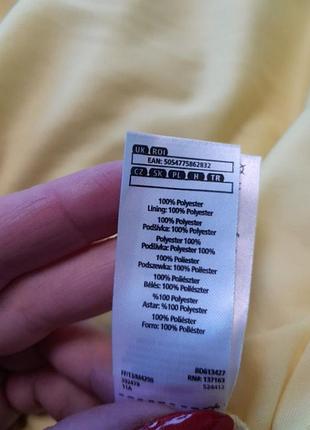 UK ROI
EAN: 5054775862832
CZ SK PL H TR
100% Polyester
Lining: 100% Polyester
100% Polyester
Podšívka: 100% Polyester
Polyester 100%
Podšívka: Polyester 100%
100% Poliester
Podszewka: 100% Poliester
100% Poliészter
Bélés: 100% Poliészter
%100 Polyester
Astar: %100 Polyester
100% Poliéster
Forro: 100% Poliéster
BD613427
RN#: 137163